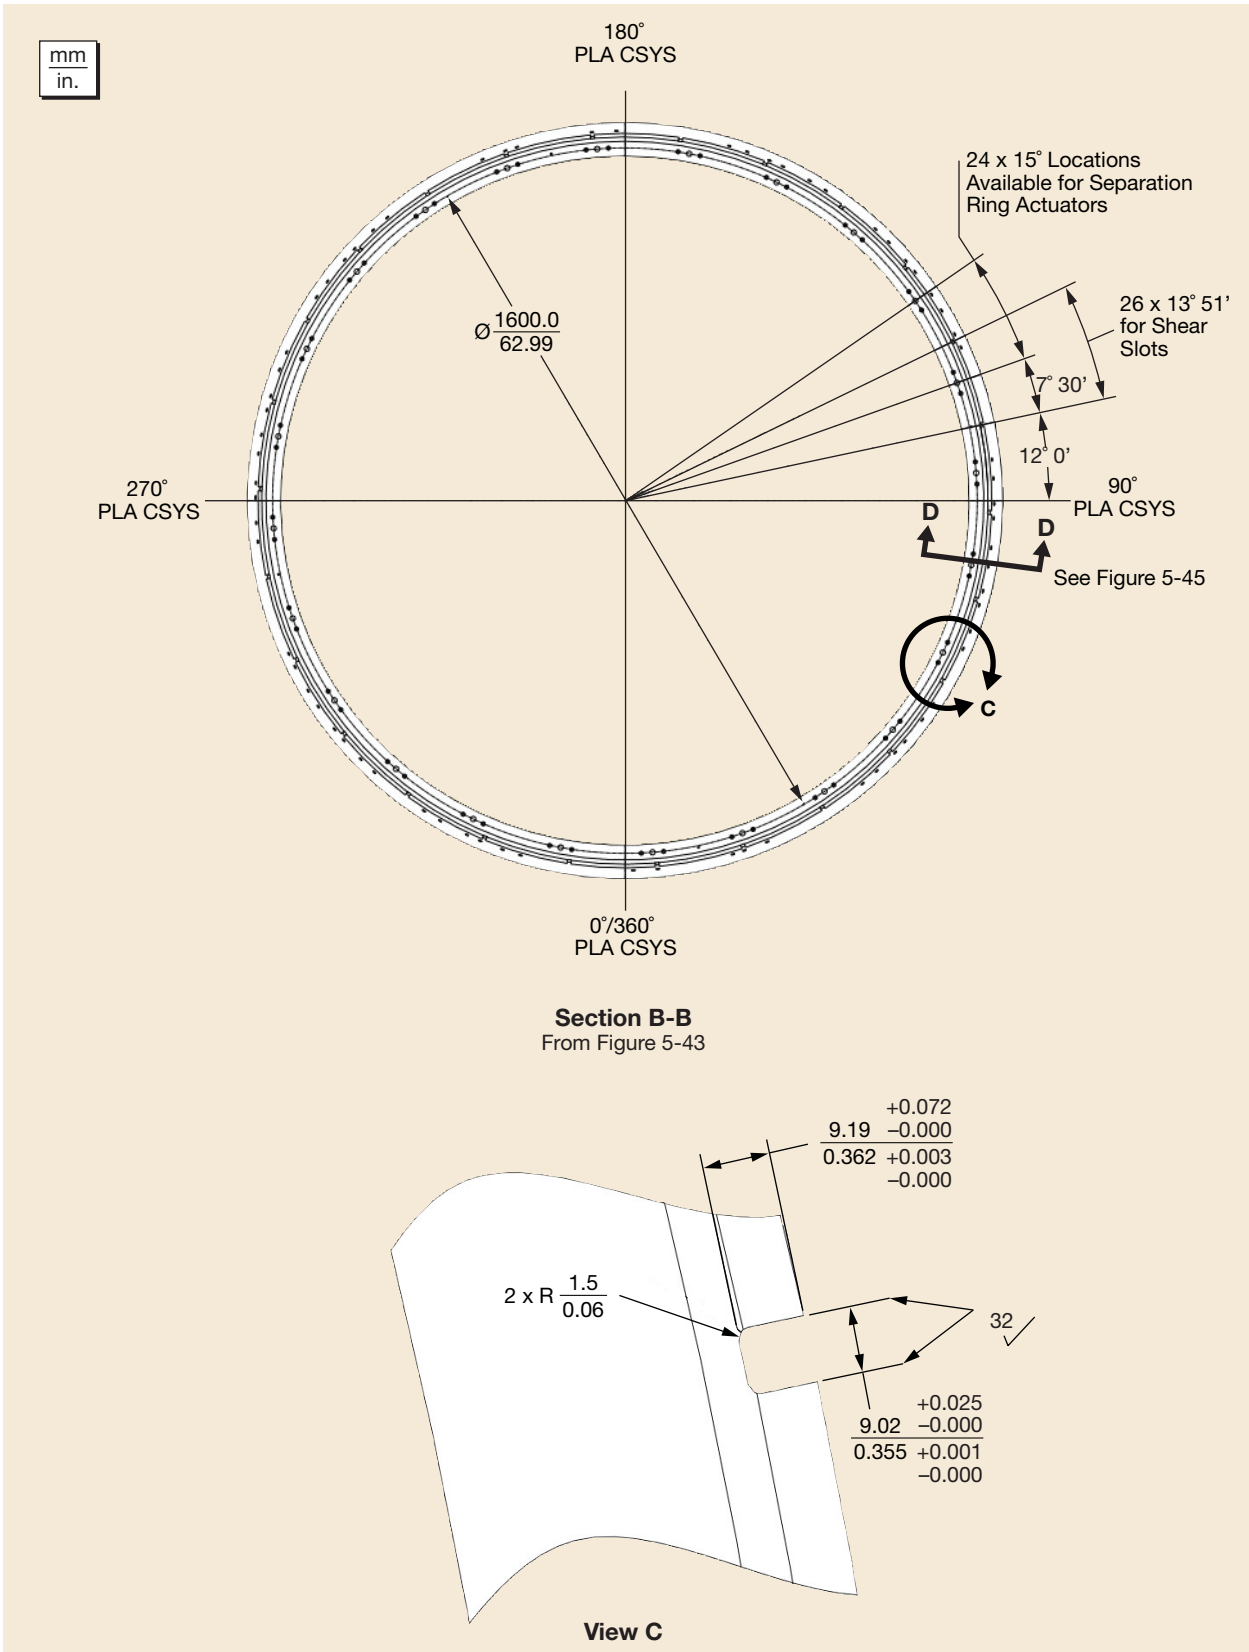 mm
in.
180°
PLA CSYS
24 x 15° Locations
Available for Separation
Ring Actuators
26 x 13° 51’
for Shear
Slots
Ø 1600.0
62.99
7° 30’
12° 0’
270°
PLA CSYS
90°
PLA CSYS
D
D
See Figure 5-45
C
0°/360°
PLA CSYS
Section B-B
From Figure 5-43
+0.072
9.19 –0.000
0.362 +0.003
–0.000
2 x R 1.5
0.06
32
+0.025
9.02 –0.000
0.355 +0.001
–0.000
View C